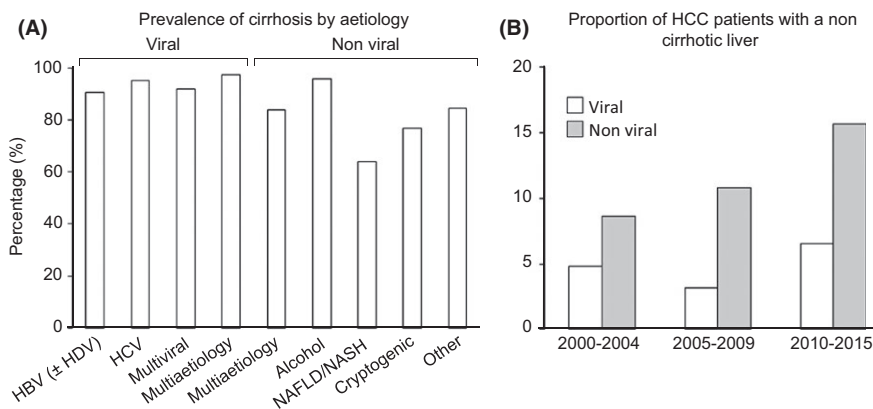 (A)
Prevalence of cirrhosis by aetiology
Viral
Non viral
Percentage (%)
100
80
60
40
20
0
HBV (± HDV)
HCV
Multiviral
Multiaetiology
Multiaetiology
Alcohol
NAFLD/NASH
Cryptogenic
Other
(B)
Proportion of HCC patients with a non
cirrhotic liver
20
15
10
5
0
Viral
Non viral
2000-2004
2005-2009
2010-2015